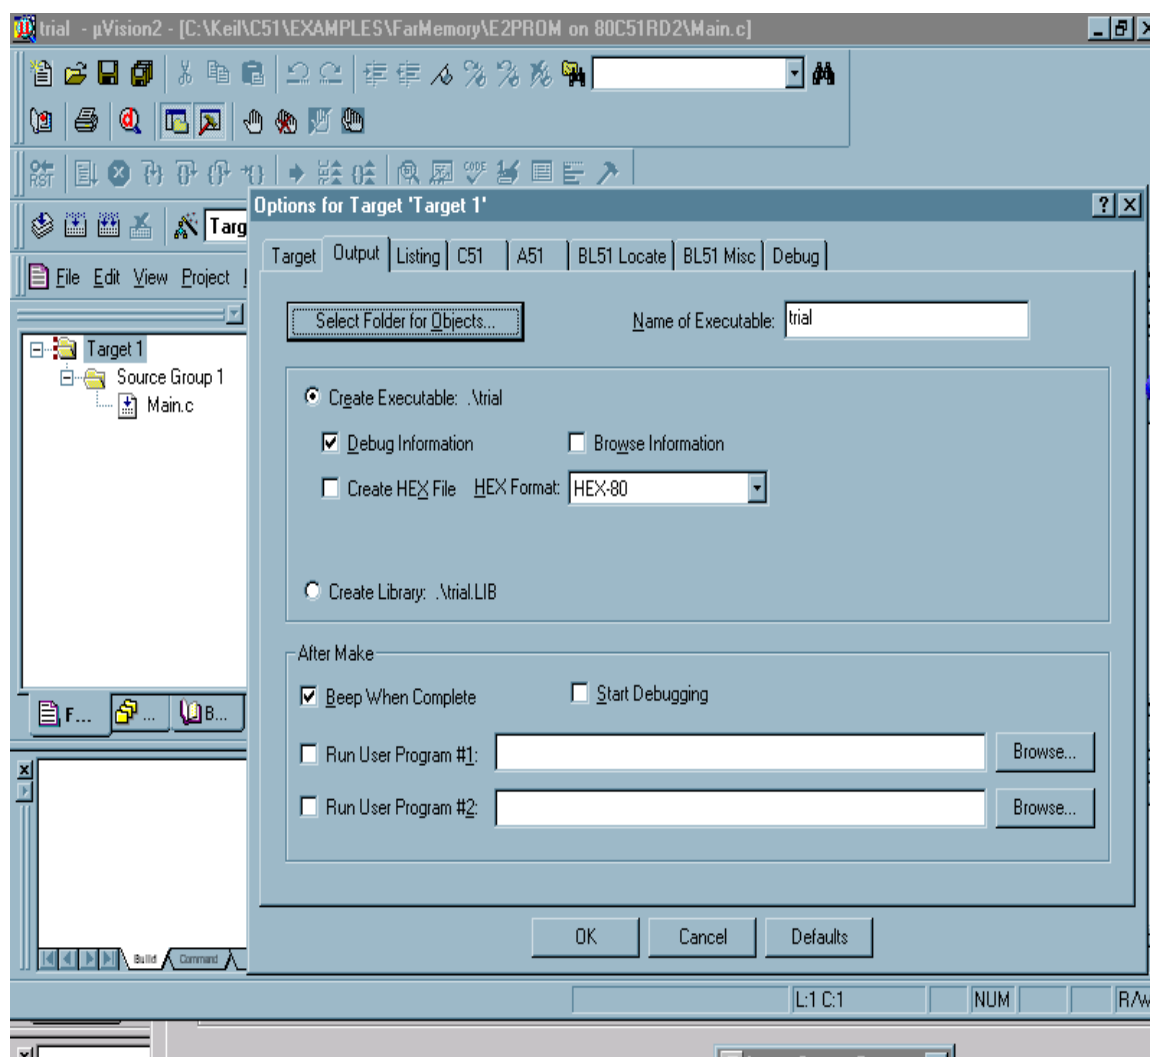 trial - µVision2 - [C:\Keil\C51\EXAMPLES\FarMemory\E2PROM on 80C51RD2\Main.c]
RST CODE
Options for Target 'Target 1'
Targ
Target Output Listing C51 A51 BL51 Locate BL51 Misc Debug
File Edit View Project
Select Folder for Objects... Name of Executable: trial
Target 1
Source Group 1
Main.c
Create Executable: .\trial
Debug Information Browse Information
Create HEX File HEX Format: HEX-80
Create Library: .\trial.LIB
After Make
Beep When Complete Start Debugging
F... ... B...
Run User Program #1: Browse...
Run User Program #2: Browse...
OK Cancel Defaults
Build Command
L:1 C:1 NUM R/W